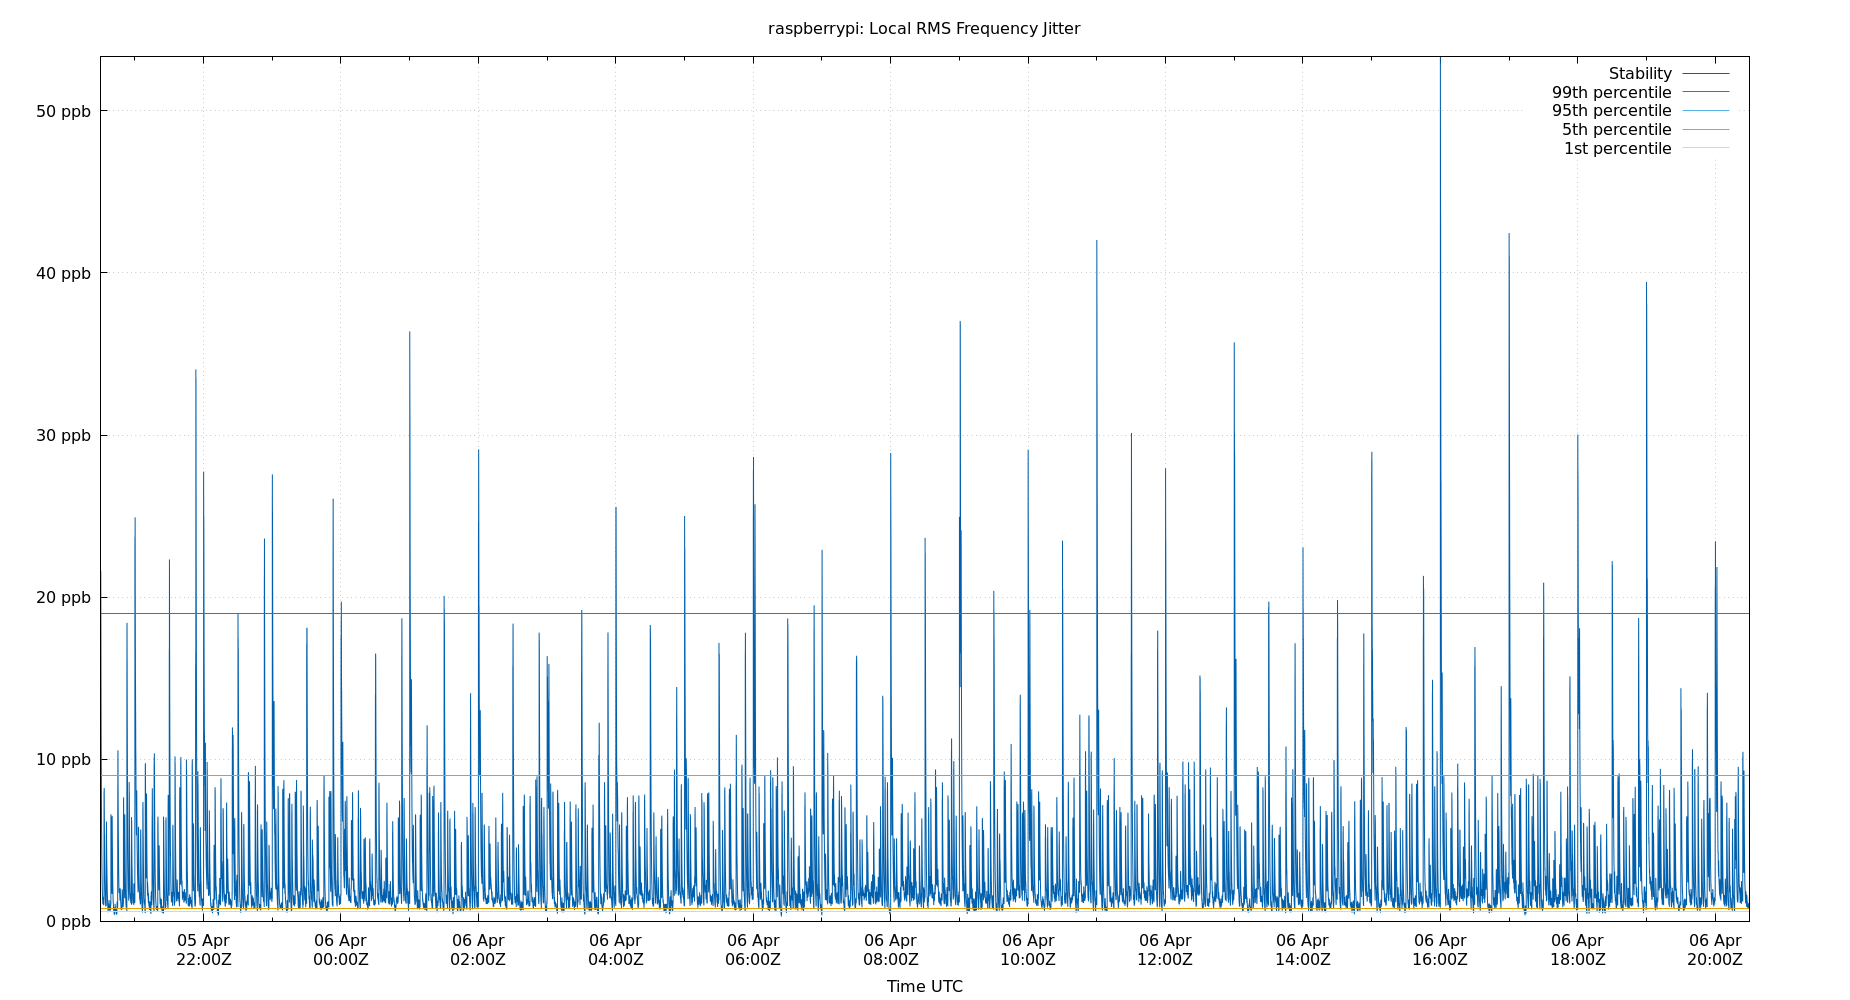 raspberrypi: Local RMS Frequency Jitter
Stability
99th percentile
95th percentile
5th percentile
1st percentile
50 ppb
40 ppb
30 ppb
20 ppb
10 ppb
0 ppb
05 Apr 06 Apr 06 Apr 06 Apr 06 Apr 06 Apr 06 Apr 06 Apr 06 Apr 06 Apr 06 Apr 06 Apr
22:00Z 00:00Z 02:00Z 04:00Z 06:00Z 08:00Z 10:00Z 12:00Z 14:00Z 16:00Z 18:00Z 20:00Z
Time UTC